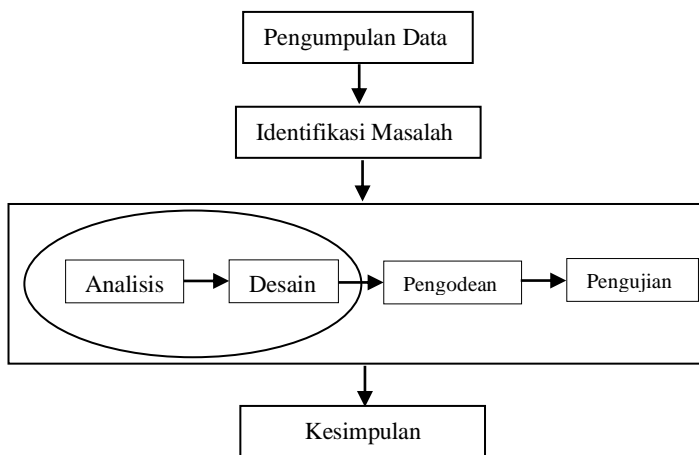 Pengumpulan Data
Identifikasi Masalah
Analisis
Desain
Pengodean
Pengujian
Kesimpulan